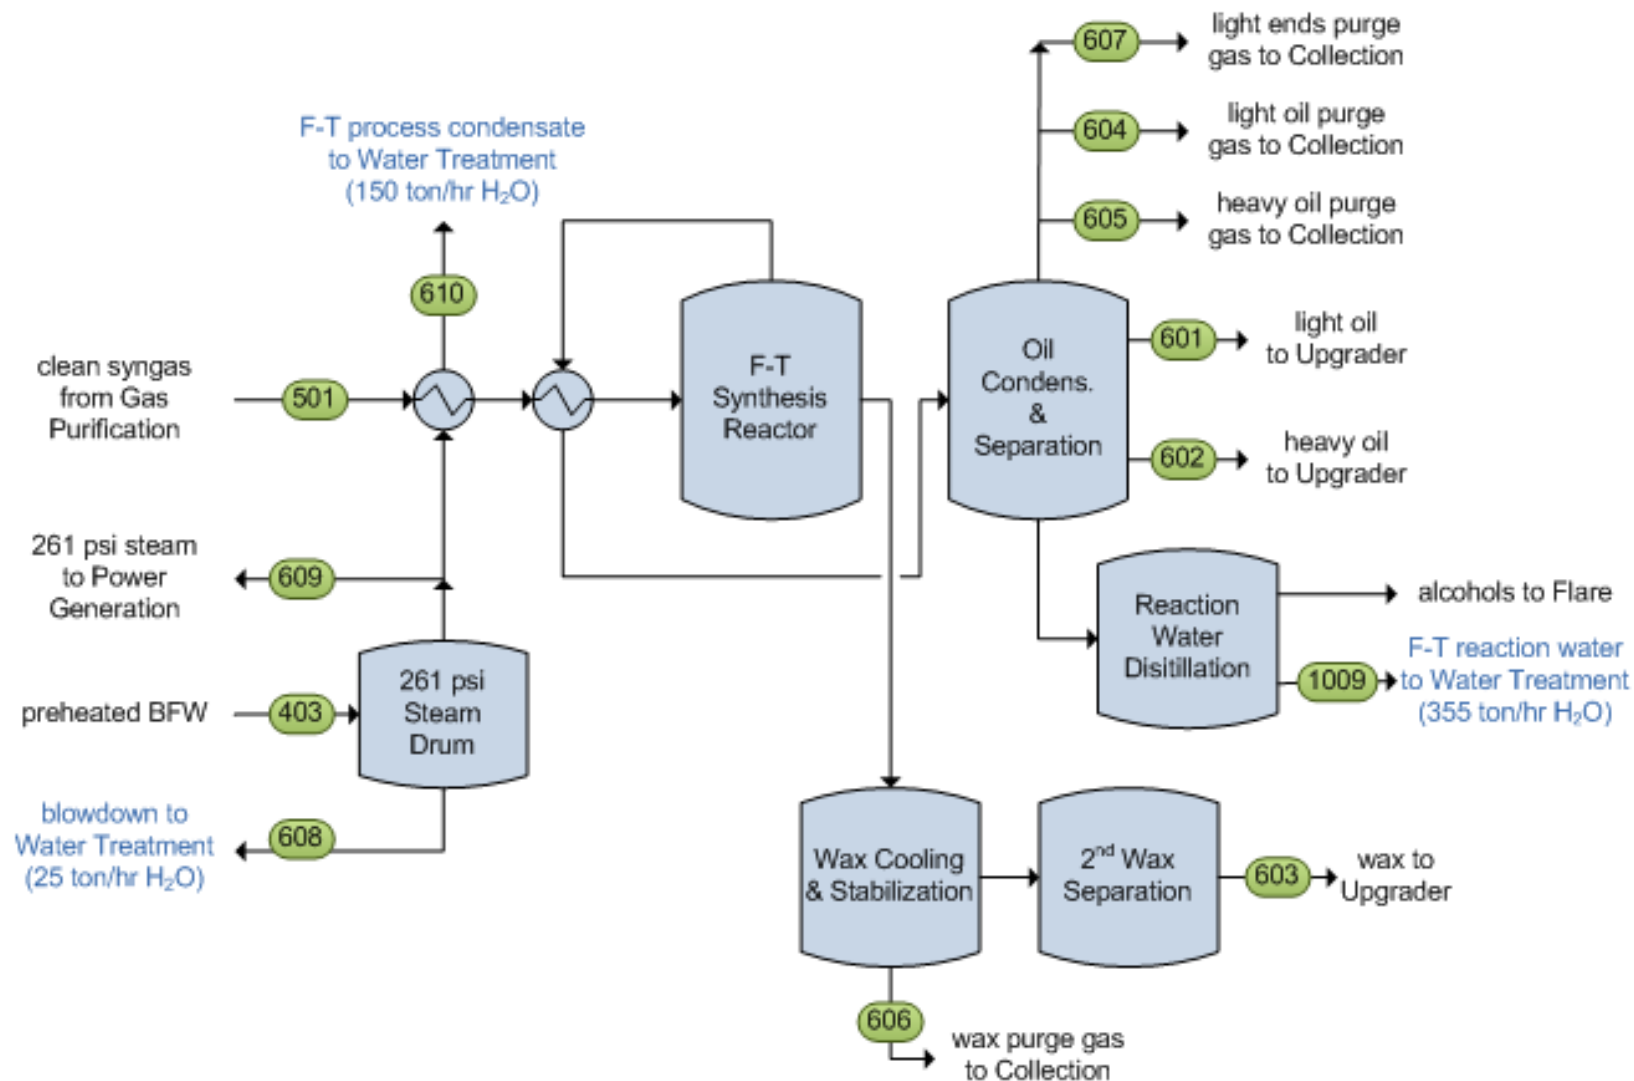 607
light ends purge
gas to Collection
604
light oil purge
gas to Collection
F-T process condensate
to Water Treatment
(150 ton/hr H₂O)
605
heavy oil purge
gas to Collection
610
clean syngas
from Gas
Purification
501
F-T
Synthesis
Reactor
Oil
Condens.
&
Separation
601
light oil
to Upgrader
602
heavy oil
to Upgrader
261 psi steam
to Power
Generation
609
Reaction
Water
Disitillation
alcohols to Flare
1009
F-T reaction water
to Water Treatment
(355 ton/hr H₂O)
preheated BFW
403
261 psi
Steam
Drum
blowdown to
Water Treatment
(25 ton/hr H₂O)
608
Wax Cooling
& Stabilization
2nd Wax
Separation
603
wax to
Upgrader
606
wax purge gas
to Collection